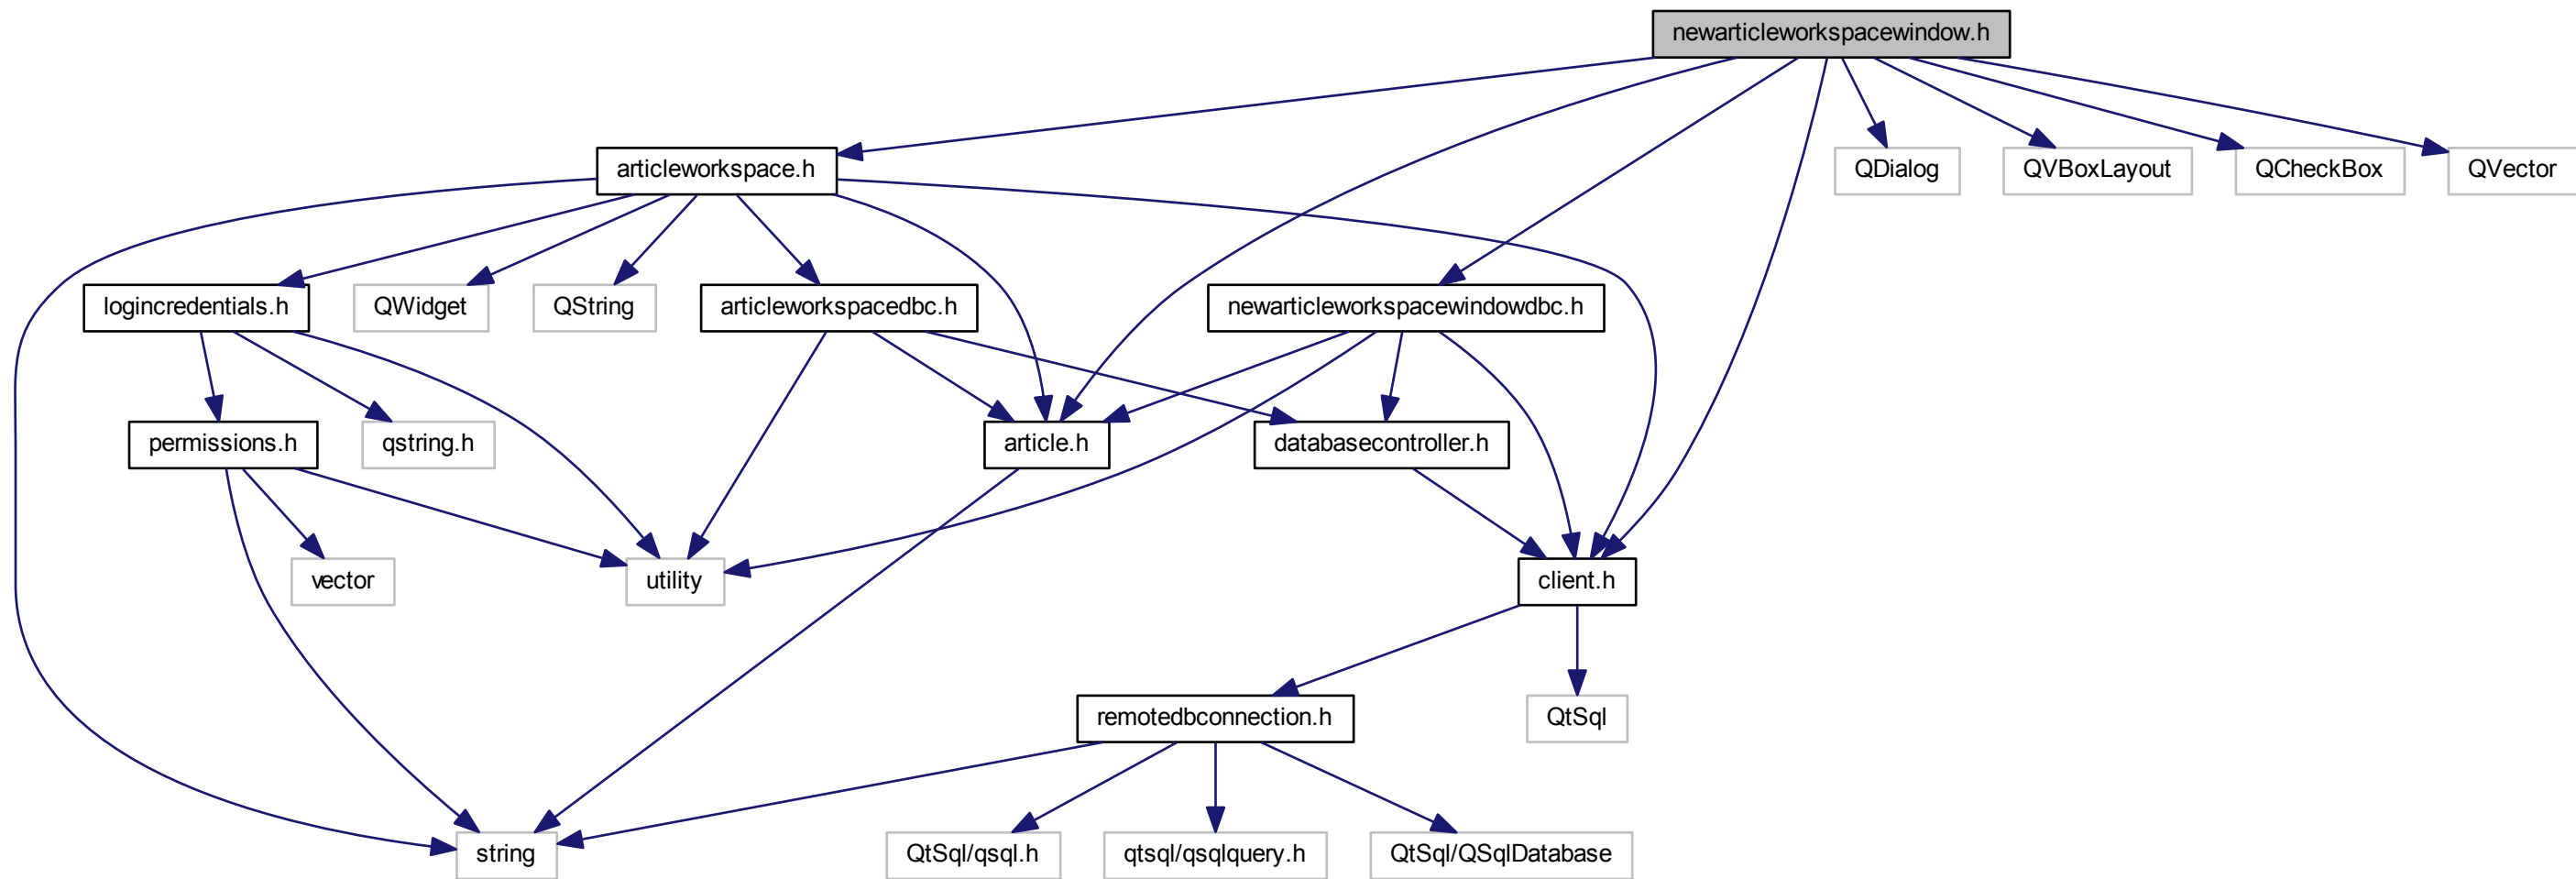 newarticleworkspacewindow.h
articleworkspace.h
QDialog
QVBoxLayout
QCheckBox
QVector
logincredentials.h
QWidget
QString
articleworkspacedbc.h
newarticleworkspacewindowdbc.h
permissions.h
qstring.h
article.h
databasecontroller.h
vector
utility
client.h
remotedbconnection.h
QtSql
string
QtSql/qsql.h
qtsql/qsqlquery.h
QtSql/QSqlDatabase